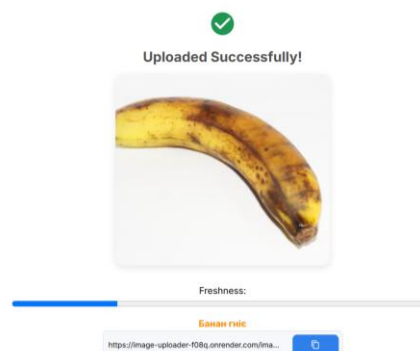 Uploaded Successfully!
Freshness:
Банан гніє
https://image-uploader-f08q.onrender.com/ima...